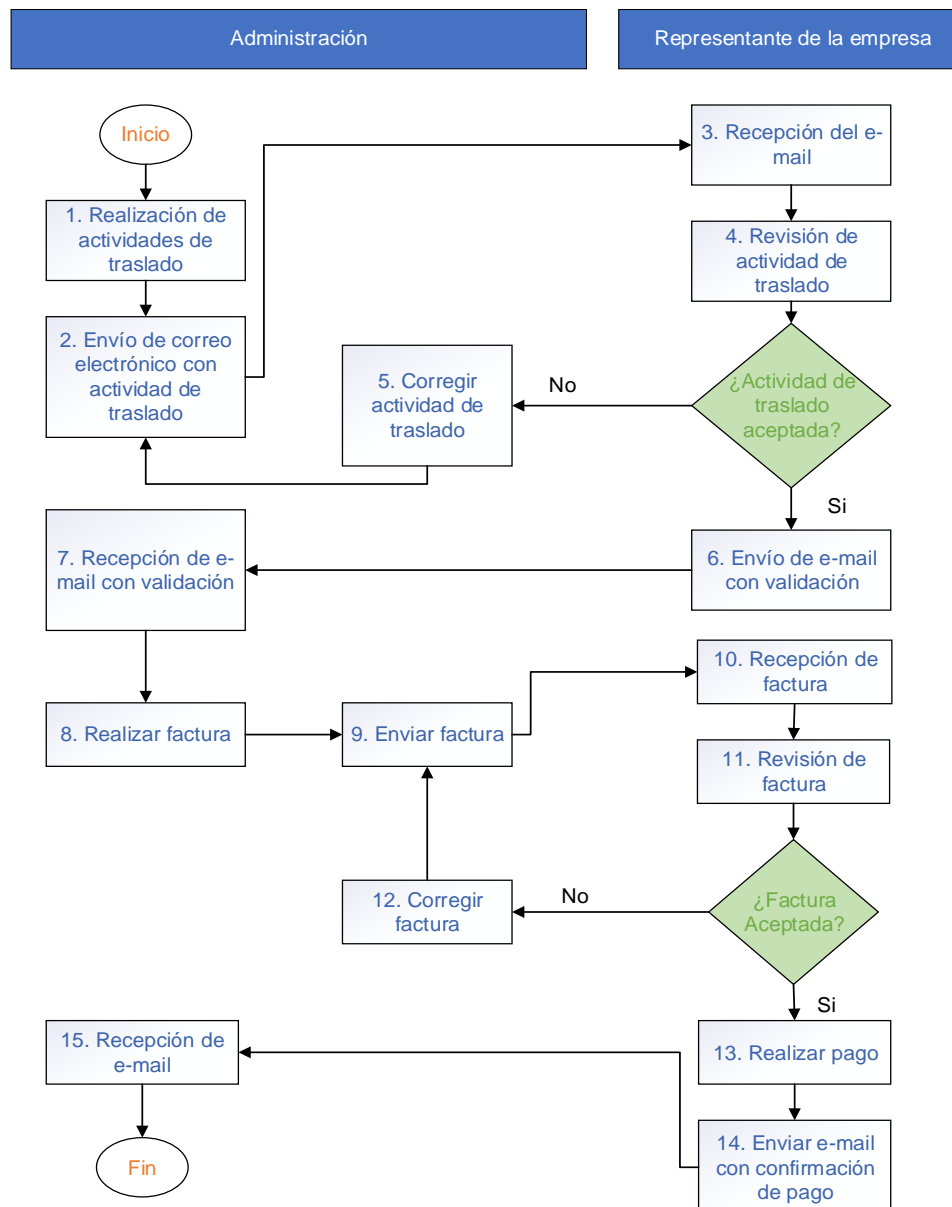 Administración
Representante de la empresa
Inicio
1. Realización de
actividades de
traslado
2. Envío de correo
electrónico con
actividad de
traslado
3. Recepción del e-
mail
4. Revisión de
actividad de
traslado
¿Actividad de
traslado
aceptada?
No
5. Corregir
actividad de
traslado
Si
6. Envío de e-mail
con validación
7. Recepción de e-
mail con validación
8. Realizar factura
9. Enviar factura
10. Recepción de
factura
11. Revisión de
factura
¿Factura
Aceptada?
No
12. Corregir
factura
Si
13. Realizar pago
14. Enviar e-mail
con confirmación
de pago
15. Recepción de
e-mail
Fin